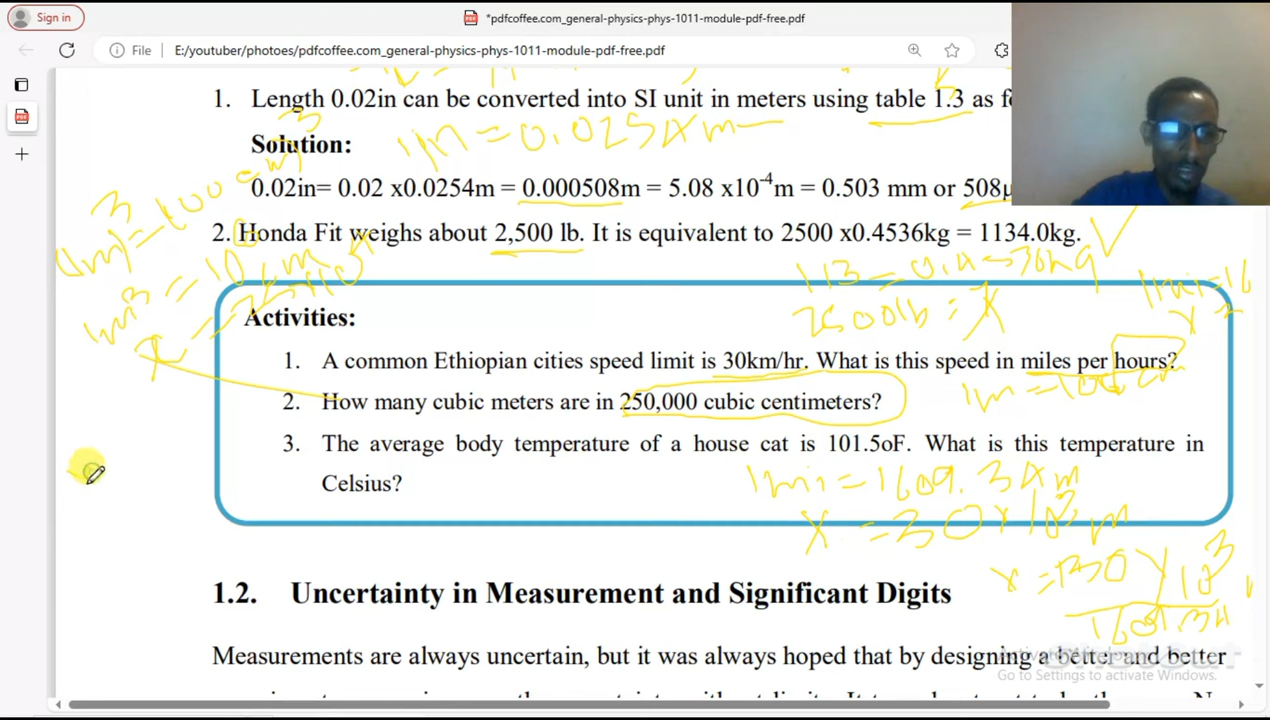 Sign in
*pdfcoffee.com_general-physics-phys-1011-module-pdf-free.pdf
File
E:/youtuber/photoes/pdfcoffee.com_general-physics-phys-1011-module-pdf-free.pdf
1. Length 0.02in can be converted into SI unit in meters using table 1.3 as
1in = 0.0254m
Solution:
0.02in= 0.02 x0.0254m = 0.000508m = 5.08 x10⁻⁴m = 0.503 mm or 508
2. Honda Fit weighs about 2,500 lb. It is equivalent to 2500 x0.4536kg = 1134.0kg.
2500lb = x
Activities:
1. A common Ethiopian cities speed limit is 30km/hr. What is this speed in miles per hours?
2. How many cubic meters are in 250,000 cubic centimeters?
3. The average body temperature of a house cat is 101.5oF. What is this temperature in
Celsius?
1mi = 1609.34m
x = 30x10³m
1.2. Uncertainty in Measurement and Significant Digits
Measurements are always uncertain, but it was always hoped that by designing a better and better
Go to Settings to activate Windows.